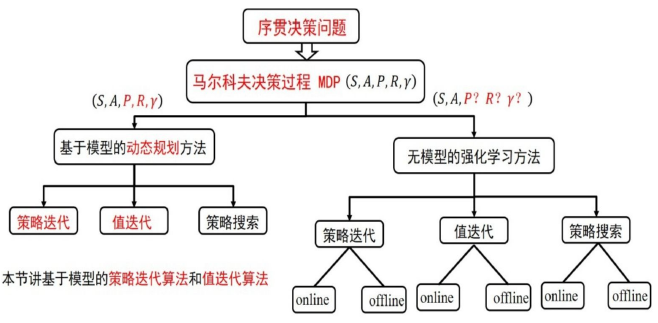 序贯决策问题
马尔科夫决策过程 MDP (S,A,P,R,γ)
(S,A,P,R,γ)
(S,A,P? R? γ? )
基于模型的动态规划方法
无模型的强化学习方法
策略迭代
值迭代
策略搜索
策略迭代
值迭代
策略搜索
本节讲基于模型的策略迭代算法和值迭代算法
online
offline
online
offline
online
offline